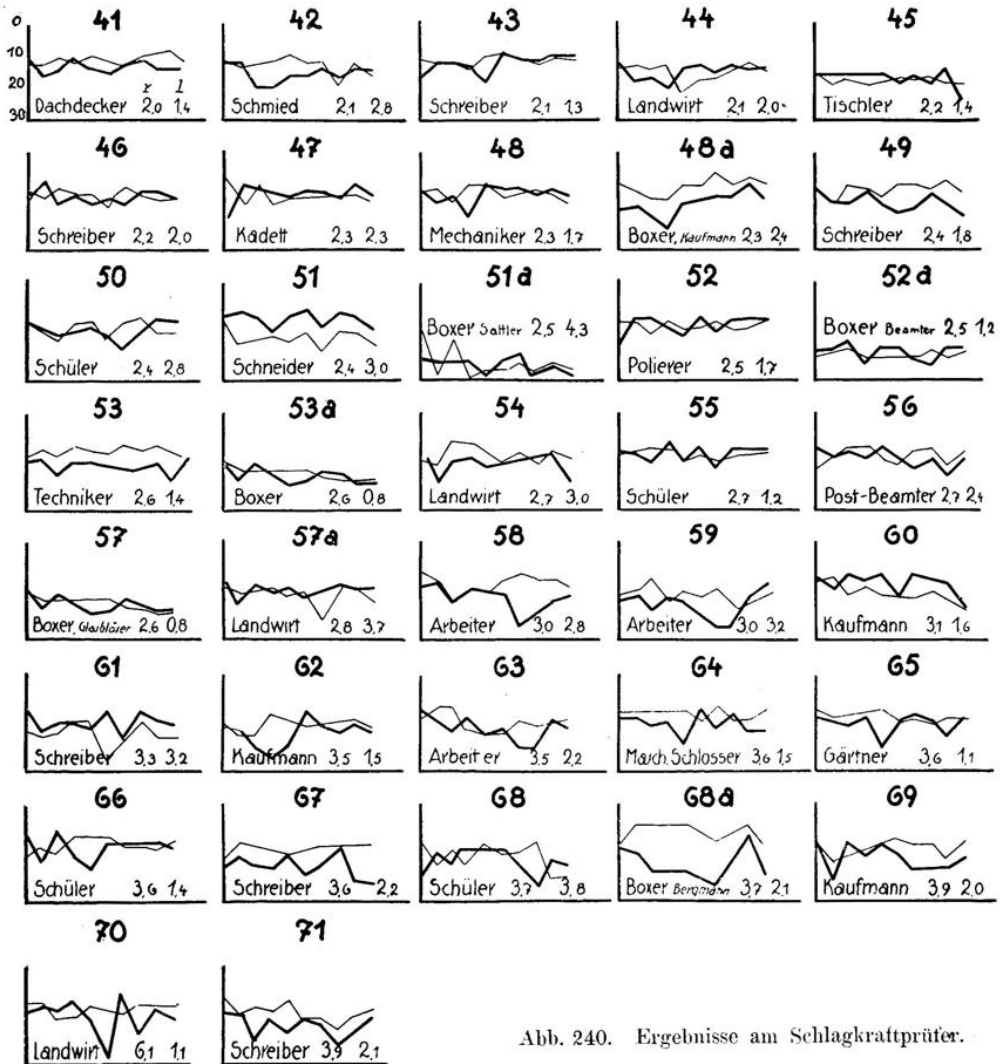 41 42 43 44 45
0
10
20
30
r l
Dachdecker 2,0 1,4
Schmied 2,1 2,8
Schreiber 2,1 1,3
Landwirt 2,1 2,0
Tischler 2,2 1,4
46 47 48 48a 49
Schreiber 2,2 2,0
Kadett 2,3 2,3
Mechaniker 2,3 1,7
Boxer, Kaufmann 2,3 2,4
Schreiber 2,4 1,8
50 51 51a 52 52a
Schüler 2,4 2,8
Schneider 2,4 3,0
Boxer Sattler 2,5 4,3
Polierer 2,5 1,7
Boxer Beamter 2,5 1,2
53 53a 54 55 56
Techniker 2,6 1,4
Boxer 2,6 0,8
Landwirt 2,7 3,0
Schüler 2,7 1,2
Post-Beamter 2,7 2,4
57 57a 58 59 60
Boxer, Glasbläser 2,6 0,8
Landwirt 2,8 3,7
Arbeiter 3,0 2,8
Arbeiter 3,0 3,2
Kaufmann 3,1 1,6
61 62 63 64 65
Schreiber 3,3 3,2
Kaufmann 3,5 1,5
Arbeiter 3,5 2,2
Masch. Schlosser 3,6 1,5
Gärtner 3,6 1,1
66 67 68 68a 69
Schüler 3,6 1,4
Schreiber 3,6 2,2
Schüler 3,7 3,8
Boxer Bergmann 3,7 2,1
Kaufmann 3,9 2,0
70 71
Landwirt 6,1 1,1
Schreiber 3,9 2,1
Abb. 240. Ergebnisse am Schlagkraftprüfer.